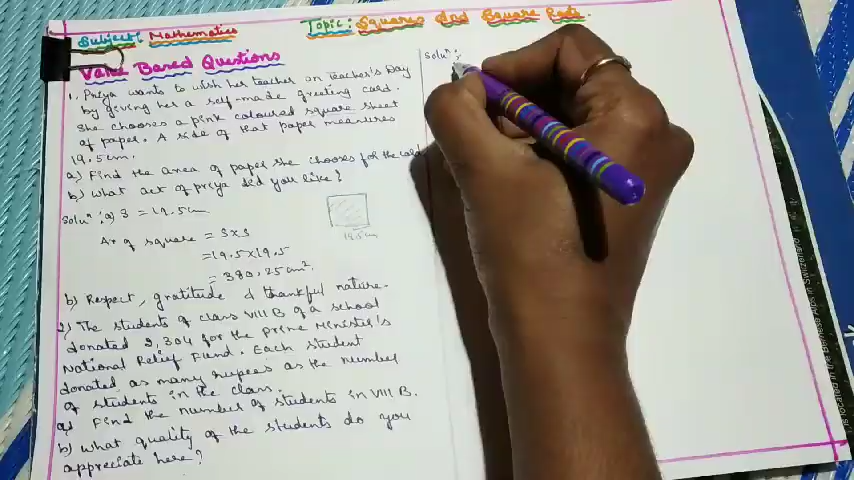 Subject: Mathematics
Topic: Squares and Square Roots.
Value Based Questions
1. Priya wants to wish her teacher on Teacher's Day
by giving her a self-made greeting card.
She chooses a pink coloured square sheet
of paper. A side of that paper measures
19.5 cm.
a) Find the area of paper she chooses for the card
b) What act of priya did you like?
Soluⁿ: a) S = 19.5cm
19.5cm
Ar of square = S x S
= 19.5 x 19.5
= 380.25 cm².
b) Respect, gratitude & thankful nature.
2) The students of class VIII B of a school
donated 2,304 for the prime Minister's
National Relief Fund. Each student
donated as many rupees as the number
of students in the class.
a) Find the number of students in VIII B.
b) What quality of the students do you
appreciate here?
Soluⁿ: